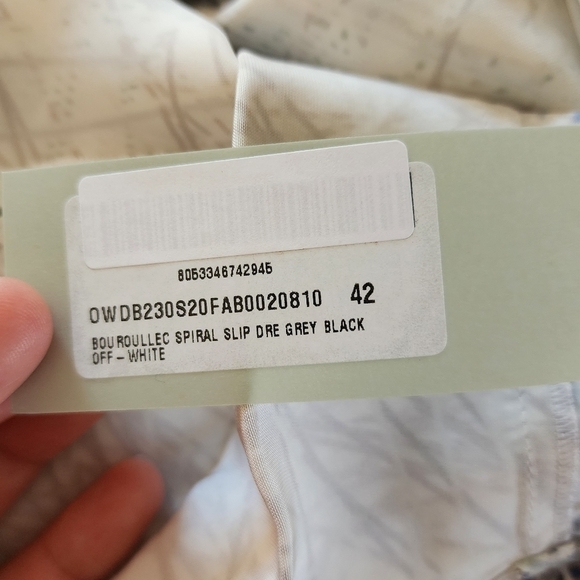 8053346742945
OWDB230S20FAB0020810 42
BOUROULLEC SPIRAL SLIP DRE GREY BLACK
OFF-WHITE